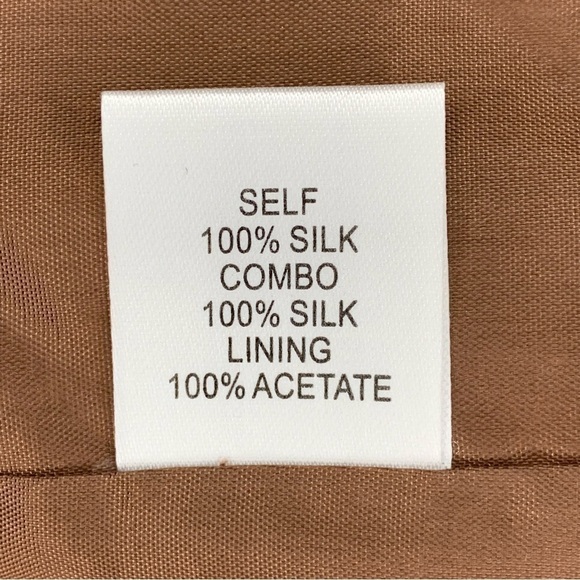 SELF
100% SILK
COMBO
100% SILK
LINING
100% ACETATE